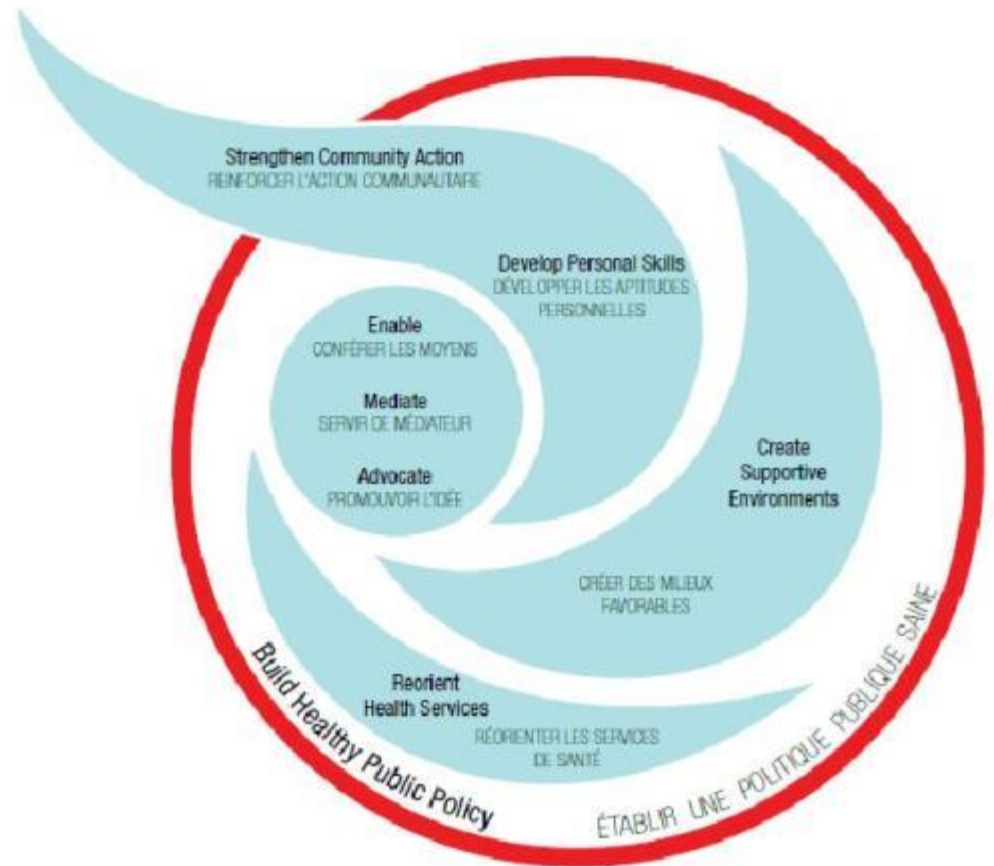 Strengthen Community Action
RENFORCER L'ACTION COMMUNAUTAIRE
Develop Personal Skills
DÉVELOPPER LES APTITUDES
PERSONNELLES
Enable
CONFÉRER LES MOYENS
Mediate
SERVIR DE MÉDIATEUR
Advocate
PROMOUVOIR L'IDÉE
Create
Supportive
Environments
CRÉER DES MILIEUX
FAVORABLES
Reorient
Health Services
RÉORIENTER LES SERVICES
DE SANTÉ
Build Healthy Public Policy
ÉTABLIR UNE POLITIQUE PUBLIQUE SAINE